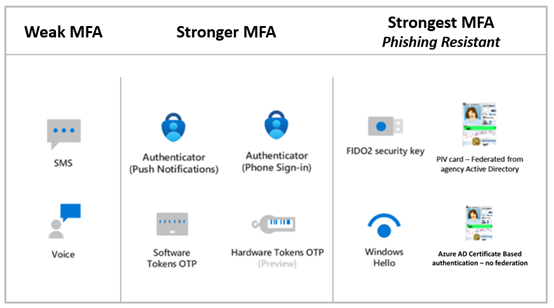 Weak MFA
Stronger MFA
Strongest MFA
Phishing Resistant
SMS
Authenticator
(Push Notifications)
Authenticator
(Phone Sign-in)
FIDO2 security key
PIV card – Federated from
agency Active Directory
Voice
Software
Tokens OTP
Hardware Tokens OTP
(Preview)
Windows
Hello
Azure AD Certificate Based
authentication – no federation